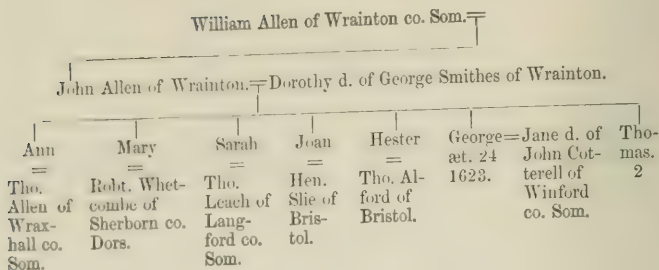 William Allen of Wrainton co. Som.
John Allen of Wrainton. = Dorothy d. of George Smithes of Wrainton.
Ann
=
Tho.
Allen of
Wrax-
hall co.
Som.
Mary
=
Robt. Whet-
combe of
Sherborn co.
Dors.
Sarah
=
Tho.
Leach of
Lang-
ford co.
Som.
Joan
=
Hen.
Slie of
Bris-
tol.
Hester
=
Tho. Al-
ford of
Bristol.
George=
æt. 24
1623.
Jane d. of
John Cot-
terell of
Winford
co. Som.
Tho-
mas.
2